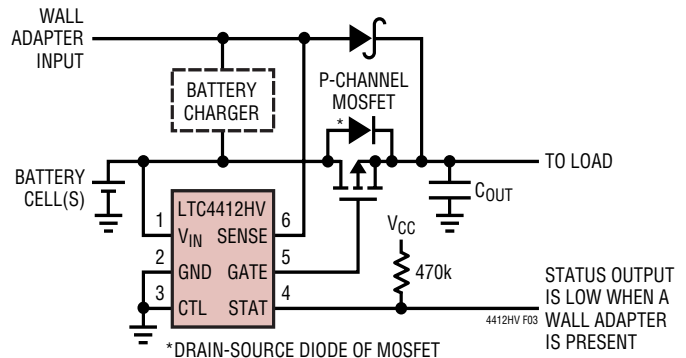 WALL
ADAPTER
INPUT
BATTERY
CHARGER
P-CHANNEL
MOSFET
*
BATTERY
CELL(S)
TO LOAD
COUT
LTC4412HV
1
VIN
SENSE
6
2
GND
GATE
5
3
CTL
STAT
4
VCC
470k
STATUS OUTPUT
IS LOW WHEN A
WALL ADAPTER
IS PRESENT
4412HV F03
*DRAIN-SOURCE DIODE OF MOSFET